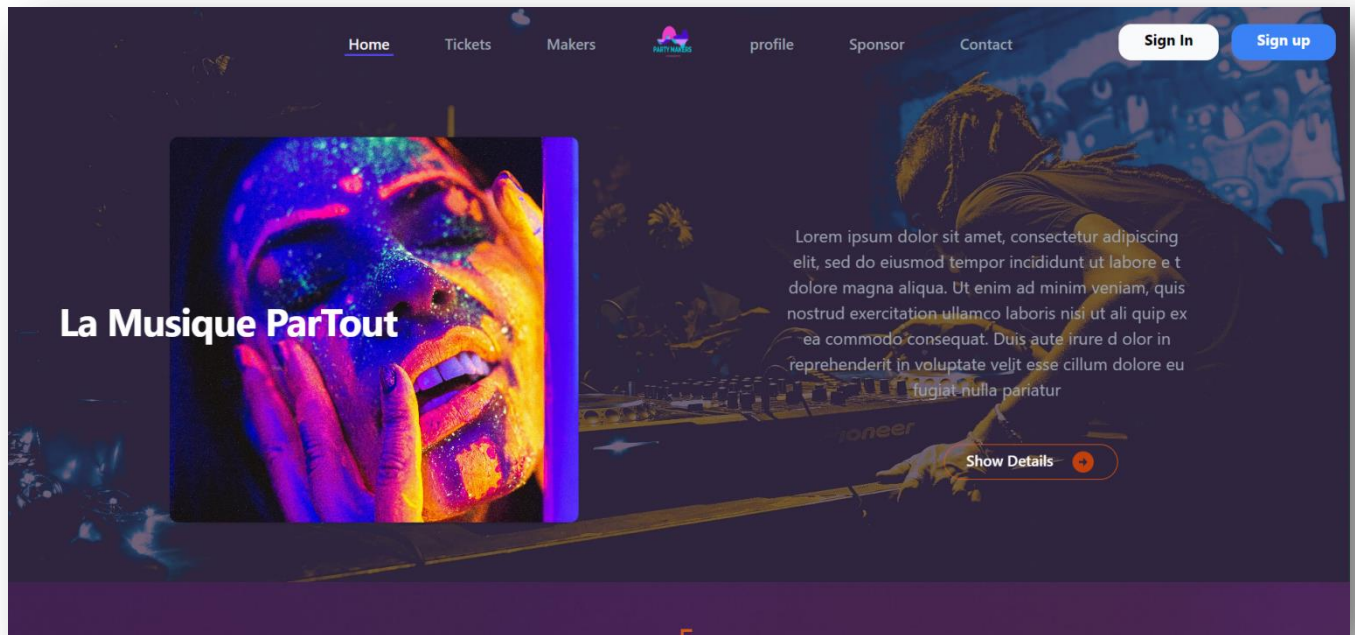 Home Tickets Makers PARTY MAKERS profile Sponsor Contact Sign In Sign up
La Musique ParTout
Lorem ipsum dolor sit amet, consectetur adipiscing
elit, sed do eiusmod tempor incididunt ut labore e t
dolore magna aliqua. Ut enim ad minim veniam, quis
nostrud exercitation ullamco laboris nisi ut ali quip ex
ea commodo consequat. Duis aute irure d olor in
reprehenderit in voluptate velit esse cillum dolore eu
fugiat nulla pariatur
Pioneer
Show Details